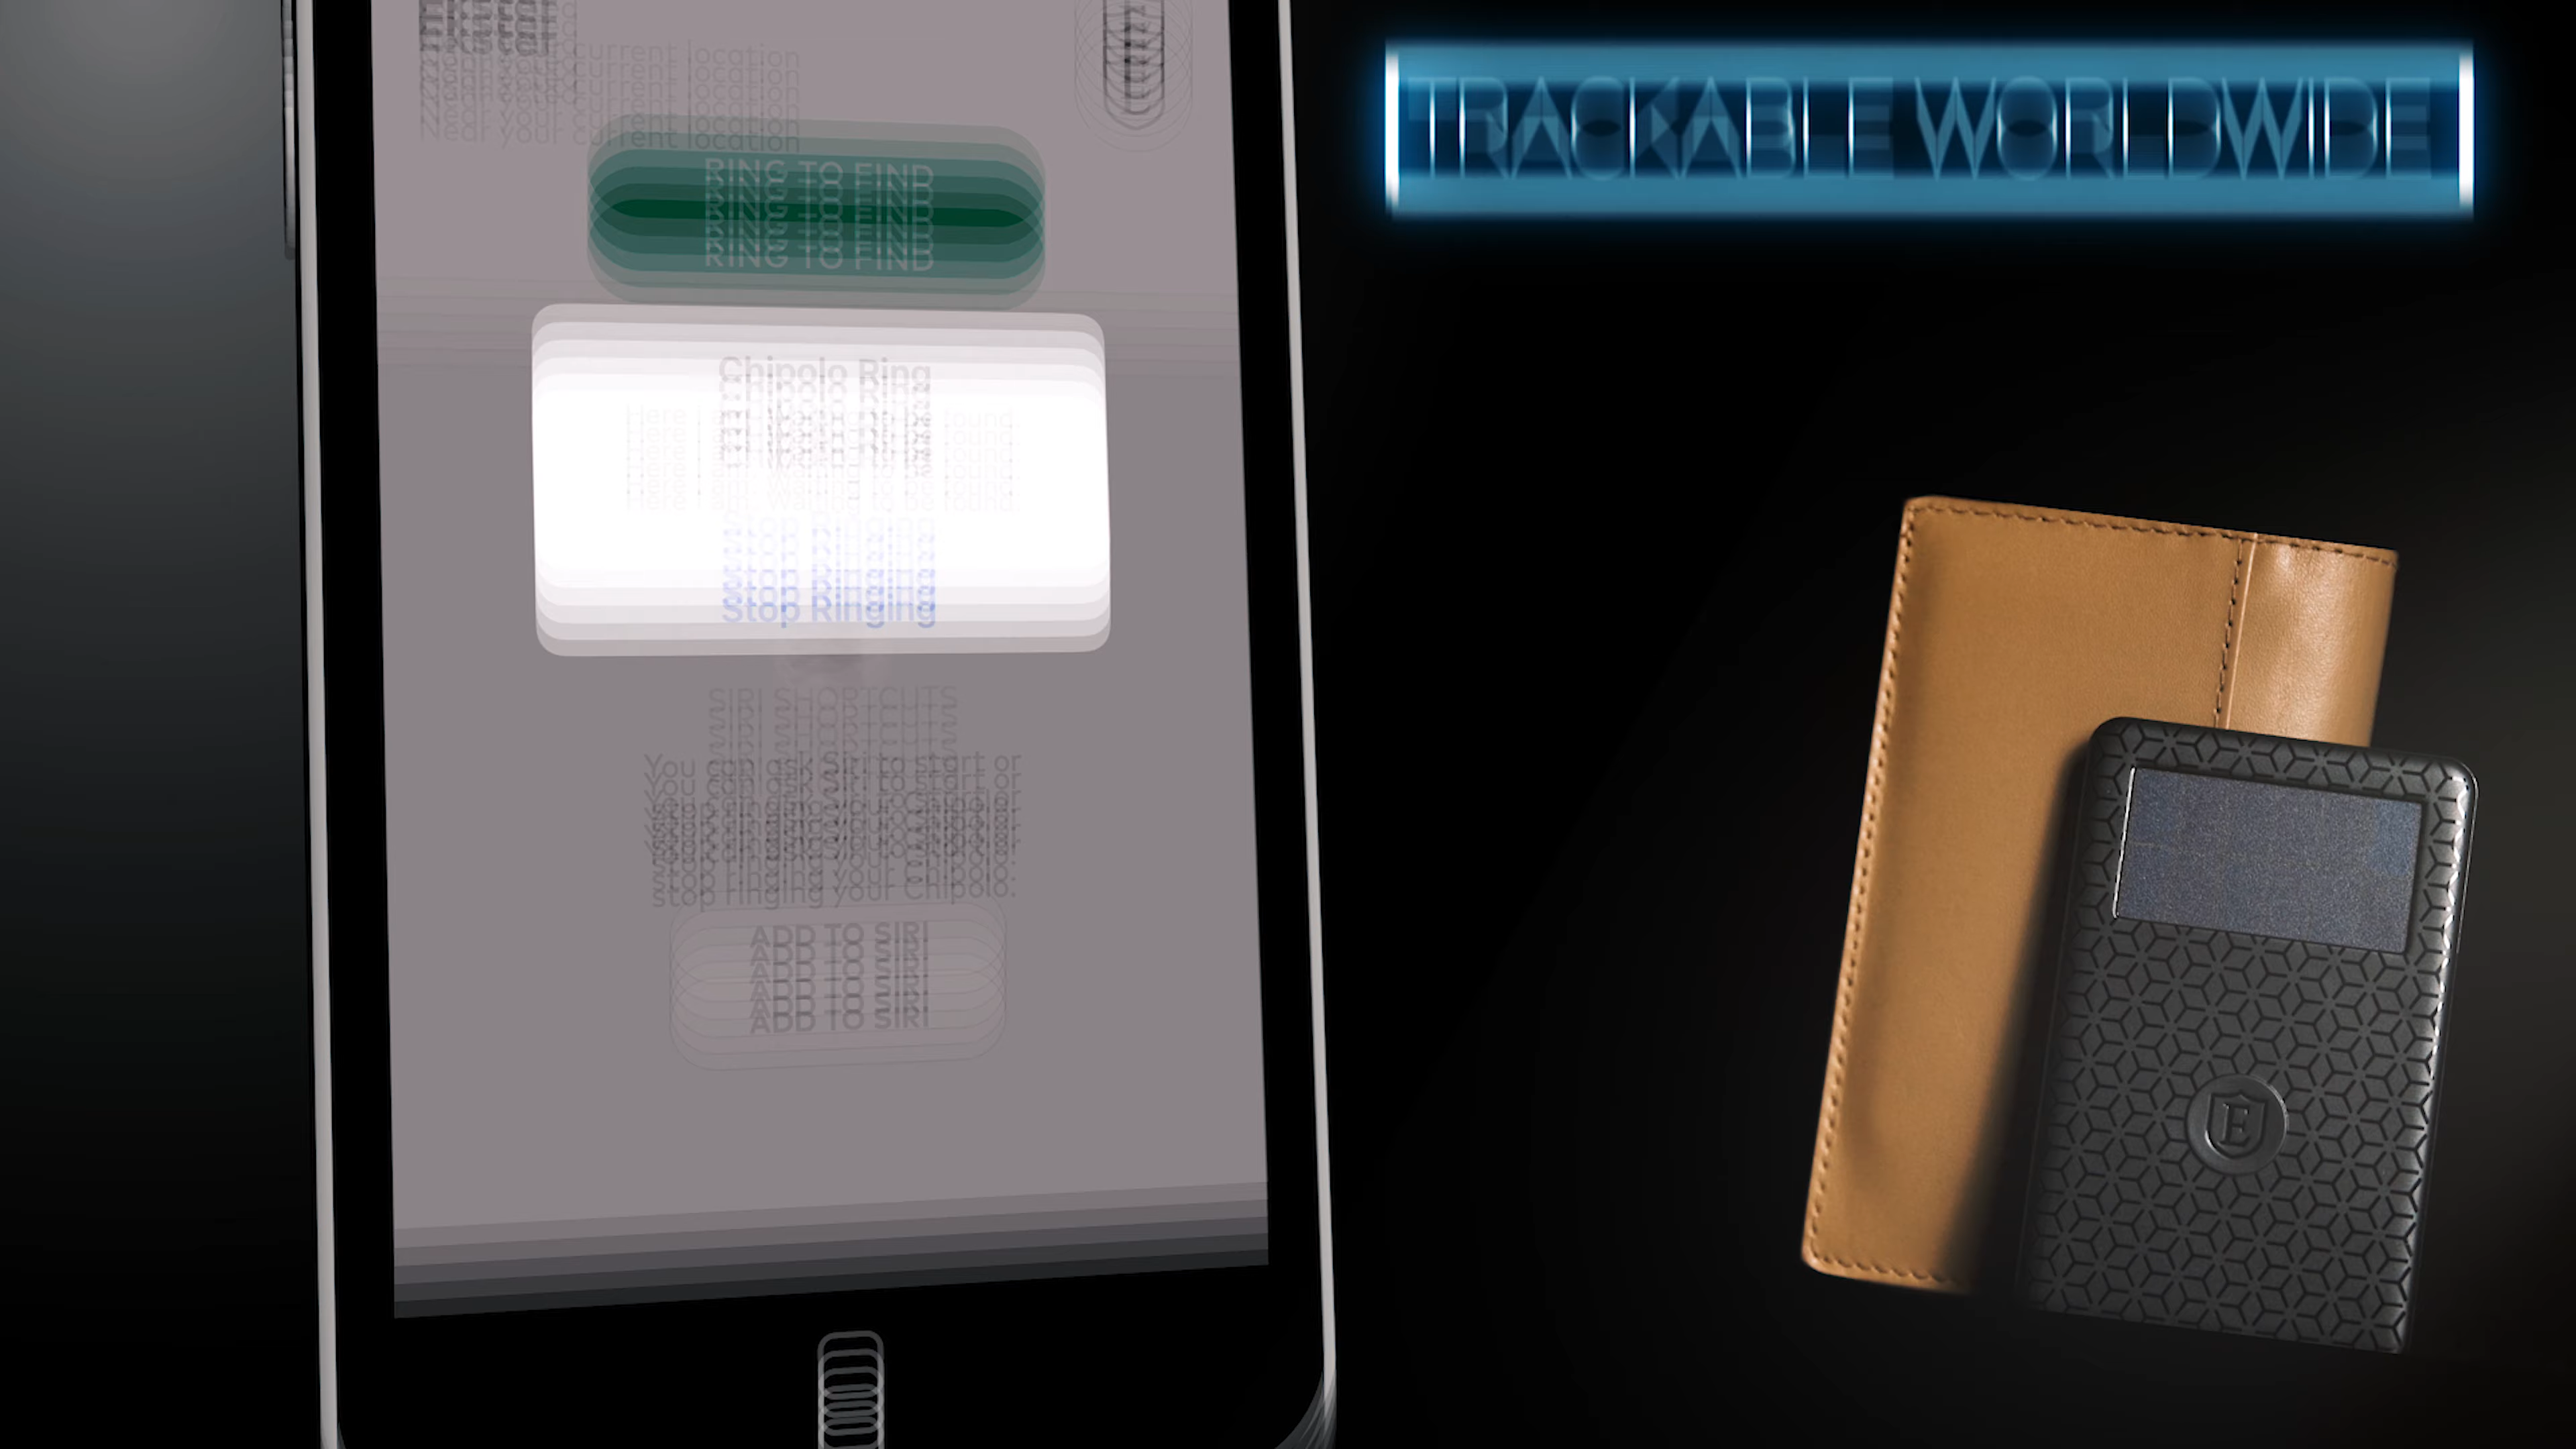 Ekster
Near your current location
RING TO FIND
Chipolo Ring
Stop Ringing
SIRI SHORTCUTS
You can ask Siri to start or
stop ringing your Chipolo.
ADD TO SIRI
TRACKABLE WORLDWIDE
E